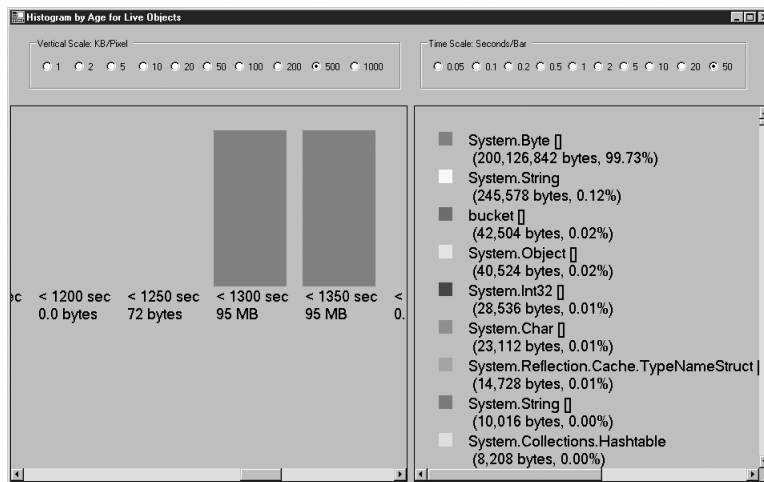 Histogram by Age for Live Objects
Vertical Scale: KB/Pixel
1 2 5 10 20 50 100 200 500 1000
Time Scale: Seconds/Bar
0.05 0.1 0.2 0.5 1 2 5 10 20 50
< 1200 sec < 1250 sec < 1300 sec < 1350 sec <
0.0 bytes 72 bytes 95 MB 95 MB 0.
System.Byte []
(200,126,842 bytes, 99.73%)
System.String
(245,578 bytes, 0.12%)
bucket []
(42,504 bytes, 0.02%)
System.Object []
(40,524 bytes, 0.02%)
System.Int32 []
(28,536 bytes, 0.01%)
System.Char []
(23,112 bytes, 0.01%)
System.Reflection.Cache.TypeNameStruct [
(14,728 bytes, 0.01%)
System.String []
(10,016 bytes, 0.00%)
System.Collections.Hashtable
(8,208 bytes, 0.00%)